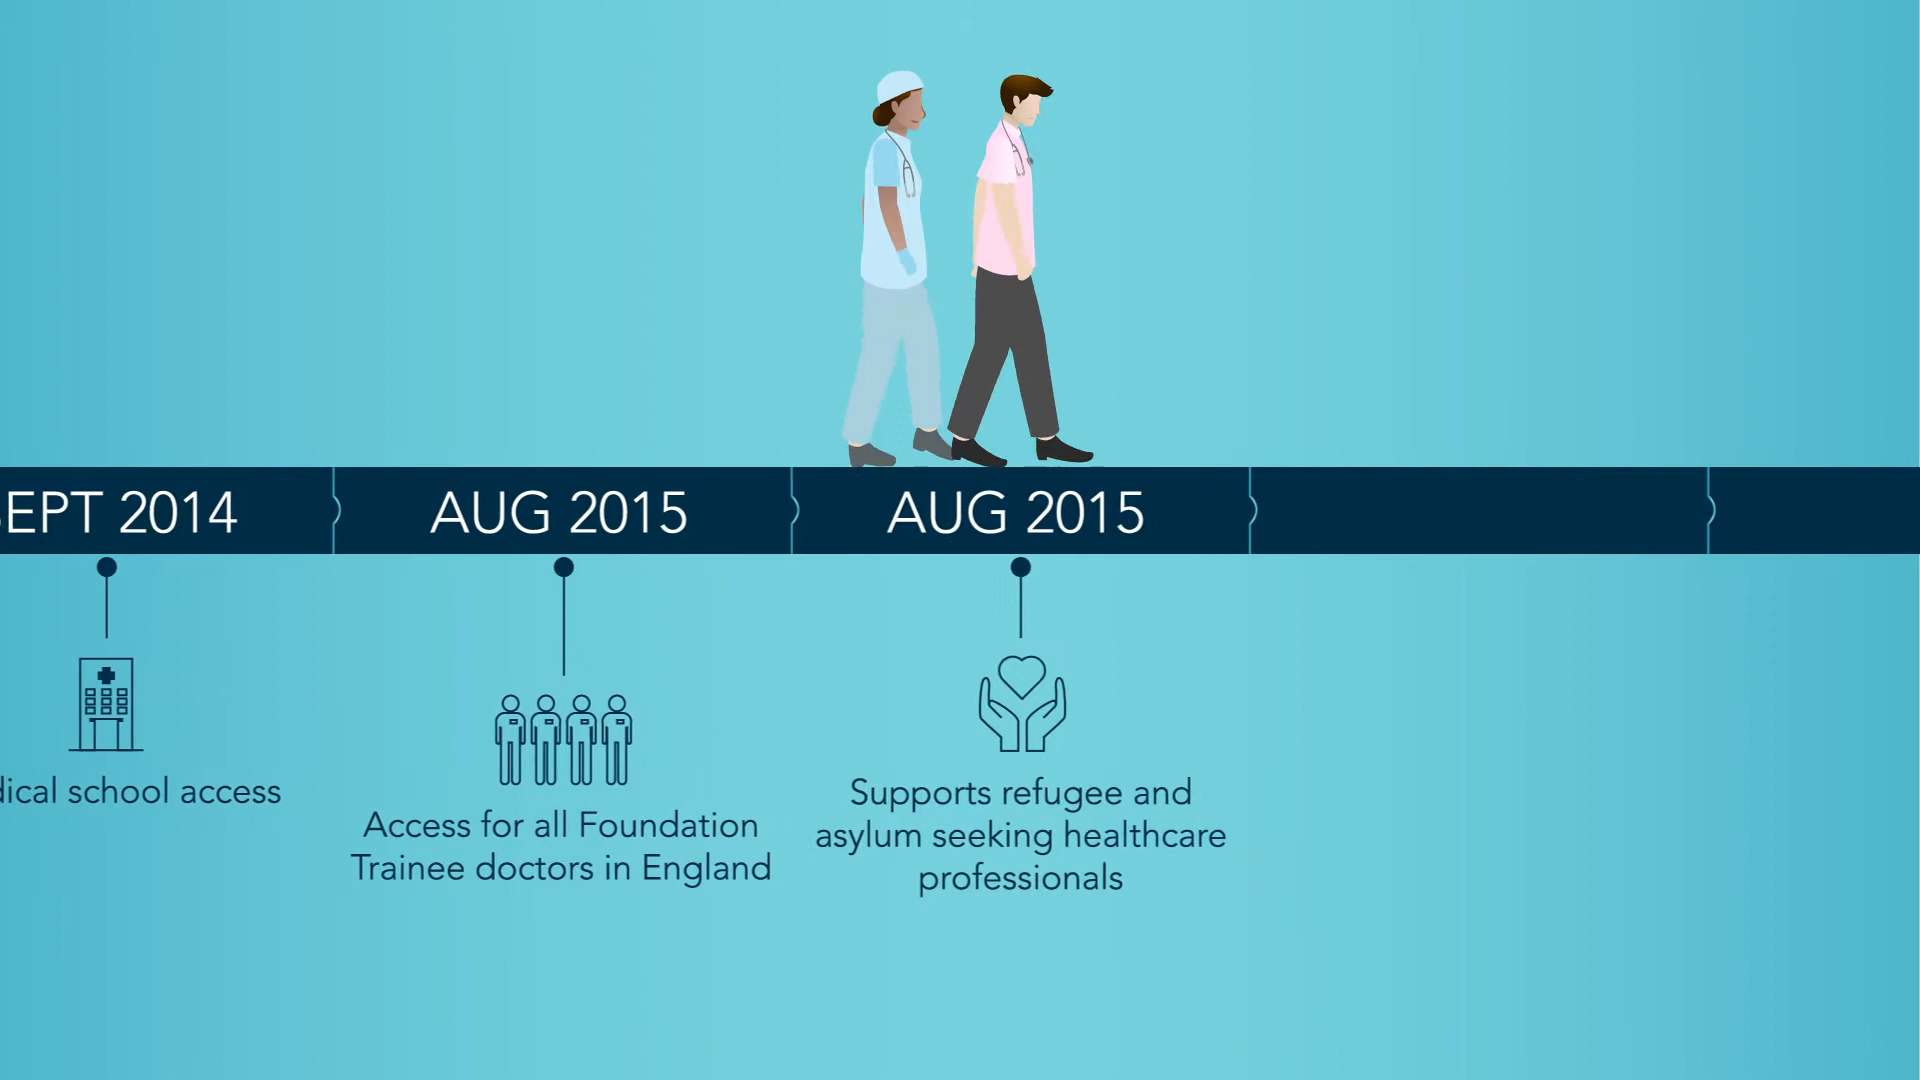 EPT 2014
AUG 2015
AUG 2015
dical school access
Access for all Foundation
Trainee doctors in England
Supports refugee and
asylum seeking healthcare
professionals